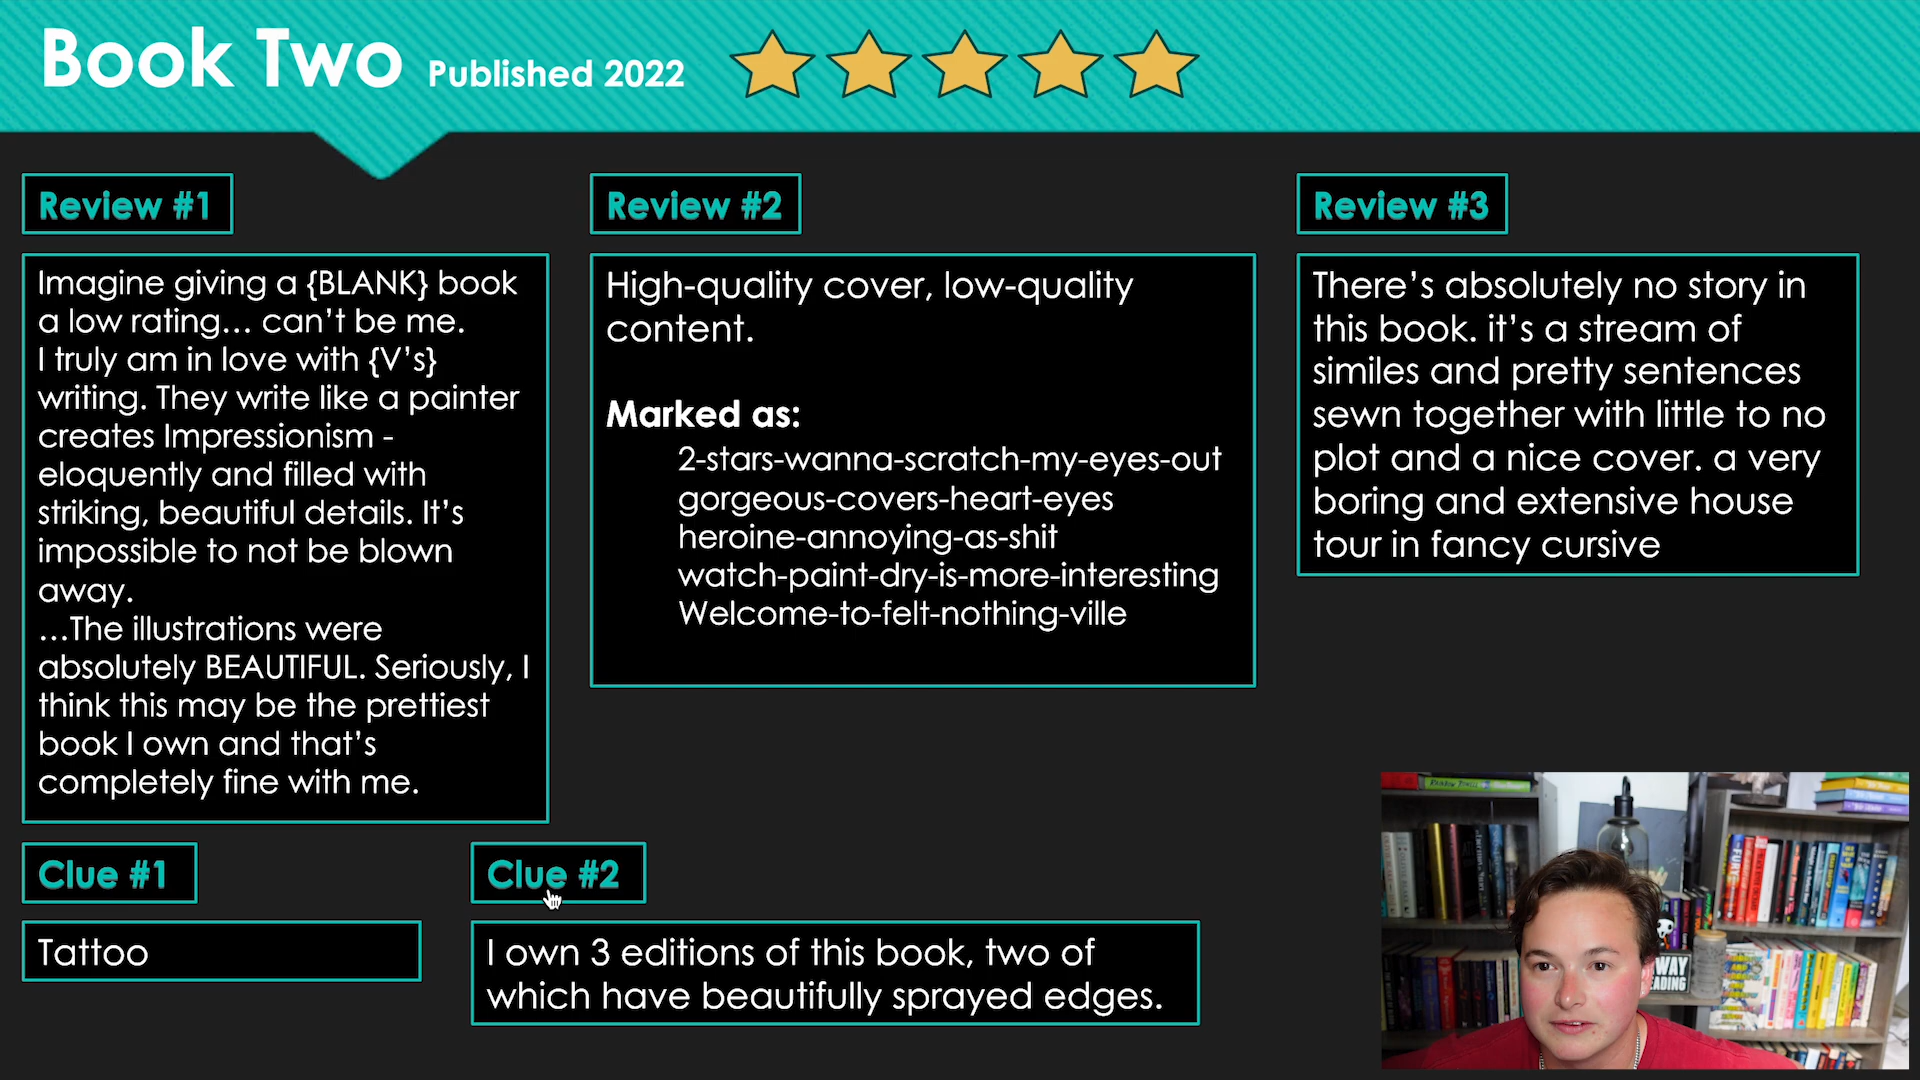 Book Two Published 2022
Review #1
Imagine giving a {BLANK} book
a low rating… can’t be me.
I truly am in love with {V’s}
writing. They write like a painter
creates Impressionism -
eloquently and filled with
striking, beautiful details. It’s
impossible to not be blown
away.
…The illustrations were
absolutely BEAUTIFUL. Seriously, I
think this may be the prettiest
book I own and that’s
completely fine with me.
Review #2
High-quality cover, low-quality
content.
Marked as:
2-stars-wanna-scratch-my-eyes-out
gorgeous-covers-heart-eyes
heroine-annoying-as-shit
watch-paint-dry-is-more-interesting
Welcome-to-felt-nothing-ville
Review #3
There’s absolutely no story in
this book. it’s a stream of
similes and pretty sentences
sewn together with little to no
plot and a nice cover. a very
boring and extensive house
tour in fancy cursive
Clue #1
Tattoo
Clue #2
I own 3 editions of this book, two of
which have beautifully sprayed edges.